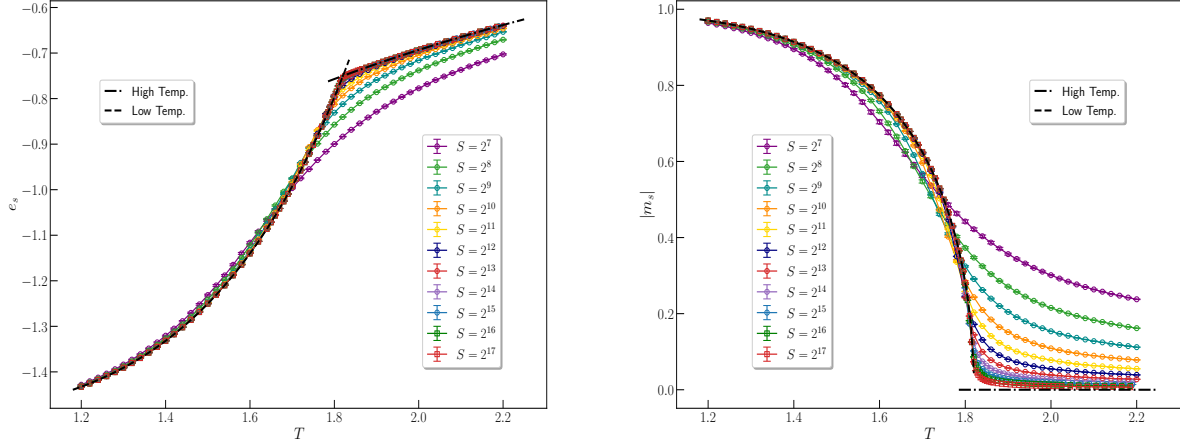 −0.6
−0.7
−0.8
−0.9
−1.0
−1.1
−1.2
−1.3
−1.4
e_s
High Temp.
Low Temp.
S = 2^7
S = 2^8
S = 2^9
S = 2^10
S = 2^11
S = 2^12
S = 2^13
S = 2^14
S = 2^15
S = 2^16
S = 2^17
1.2 1.4 1.6 1.8 2.0 2.2
T
1.0
0.8
0.6
0.4
0.2
0.0
|m_s|
High Temp.
Low Temp.
S = 2^7
S = 2^8
S = 2^9
S = 2^10
S = 2^11
S = 2^12
S = 2^13
S = 2^14
S = 2^15
S = 2^16
S = 2^17
1.2 1.4 1.6 1.8 2.0 2.2
T